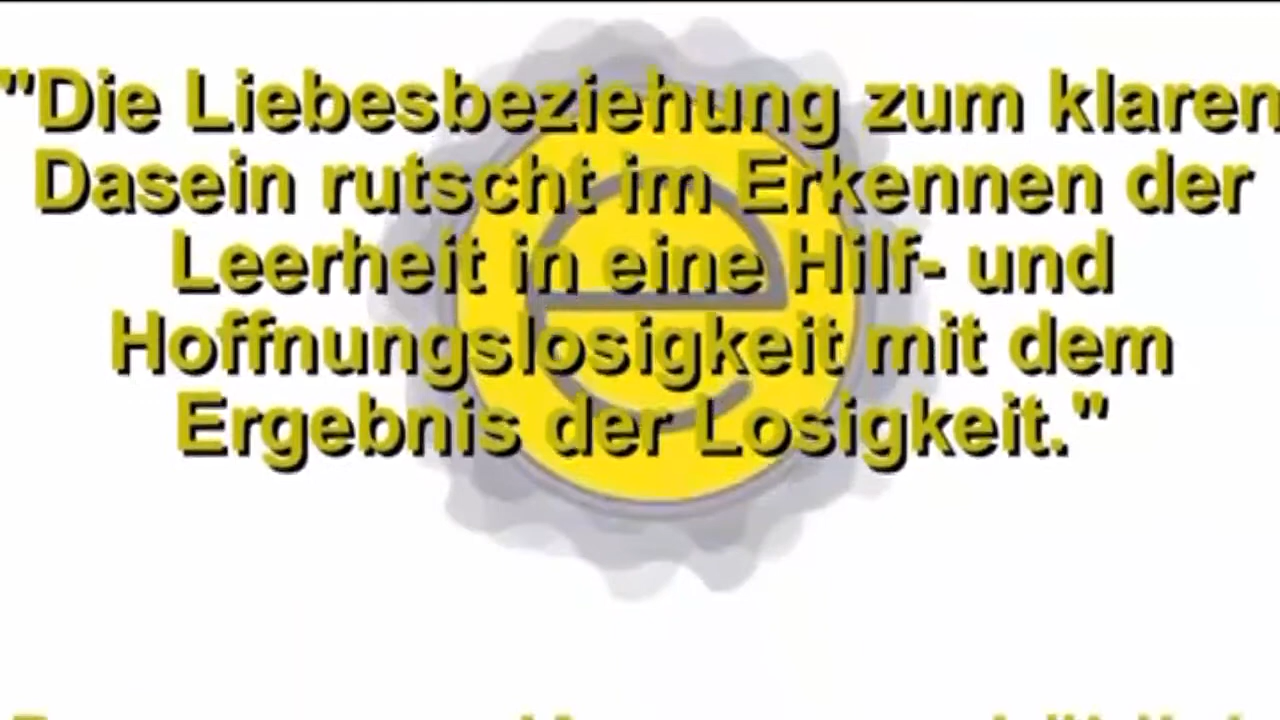 "Die Liebesbeziehung zum klaren
Dasein rutscht im Erkennen der
Leerheit in eine Hilf- und
Hoffnungslosigkeit mit dem
Ergebnis der Losigkeit."
e